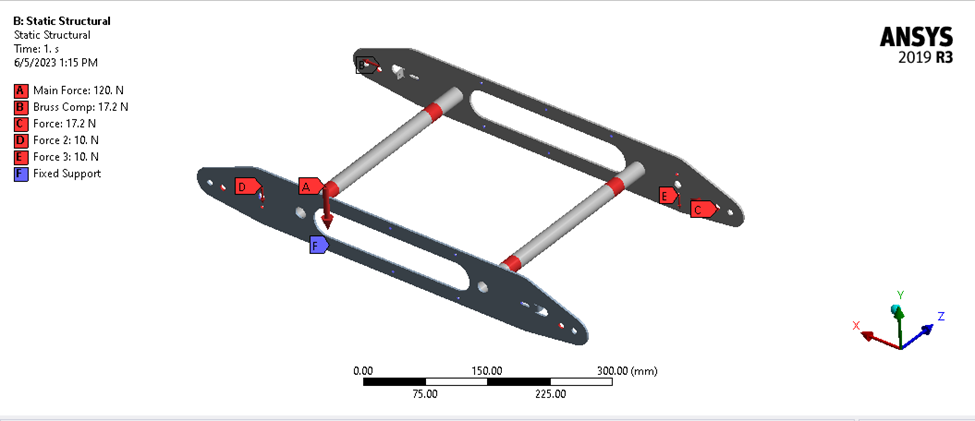 B: Static Structural
Static Structural
Time: 1. s
6/5/2023 1:15 PM
A Main Force: 120. N
B Bruss Comp: 17.2 N
C Force: 17.2 N
D Force 2: 10. N
E Force 3: 10. N
F Fixed Support
ANSYS
2019 R3
B
D
A
E
C
F
Y
X
Z
0.00 150.00 300.00 (mm)
75.00 225.00